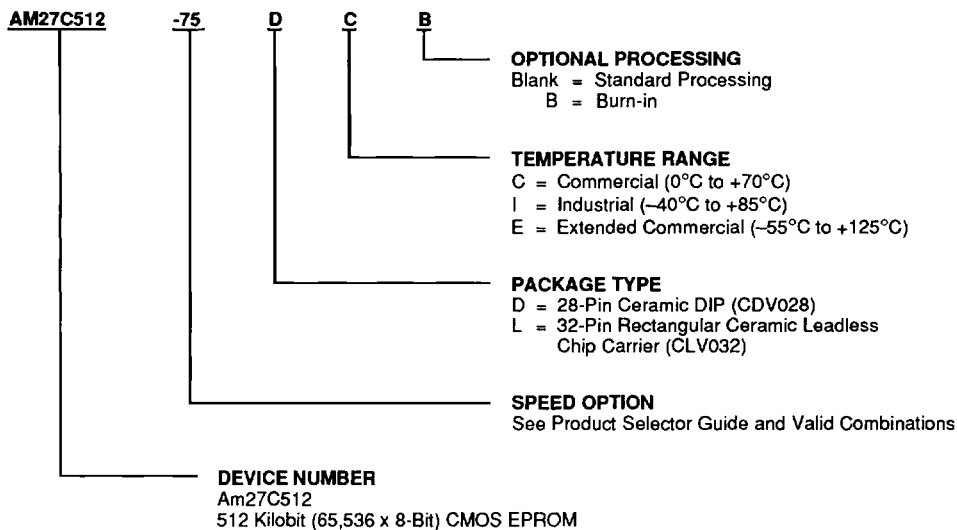 AM27C512 -75 D C B
OPTIONAL PROCESSING
Blank = Standard Processing
B = Burn-in
TEMPERATURE RANGE
C = Commercial (0°C to +70°C)
I = Industrial (–40°C to +85°C)
E = Extended Commercial (–55°C to +125°C)
PACKAGE TYPE
D = 28-Pin Ceramic DIP (CDV028)
L = 32-Pin Rectangular Ceramic Leadless
Chip Carrier (CLV032)
SPEED OPTION
See Product Selector Guide and Valid Combinations
DEVICE NUMBER
Am27C512
512 Kilobit (65,536 x 8-Bit) CMOS EPROM